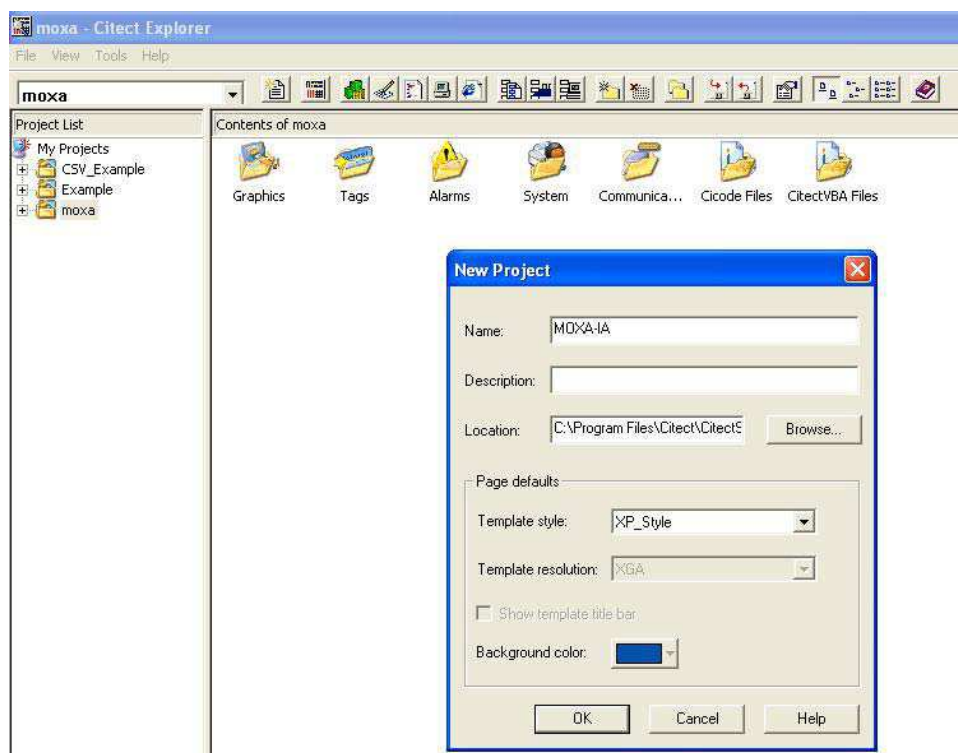 moxa - Citect Explorer
File View Tools Help
moxa
Project List
Contents of moxa
My Projects
CSV_Example
Example
moxa
Graphics
Tags
Alarms
System
Communica...
Cicode Files
CitectVBA Files
New Project
Name:
MOXA-IA
Description:
Location:
C:\Program Files\Citect\CitectS
Browse...
Page defaults
Template style:
XP_Style
Template resolution:
XGA
Show template title bar
Background color:
OK
Cancel
Help